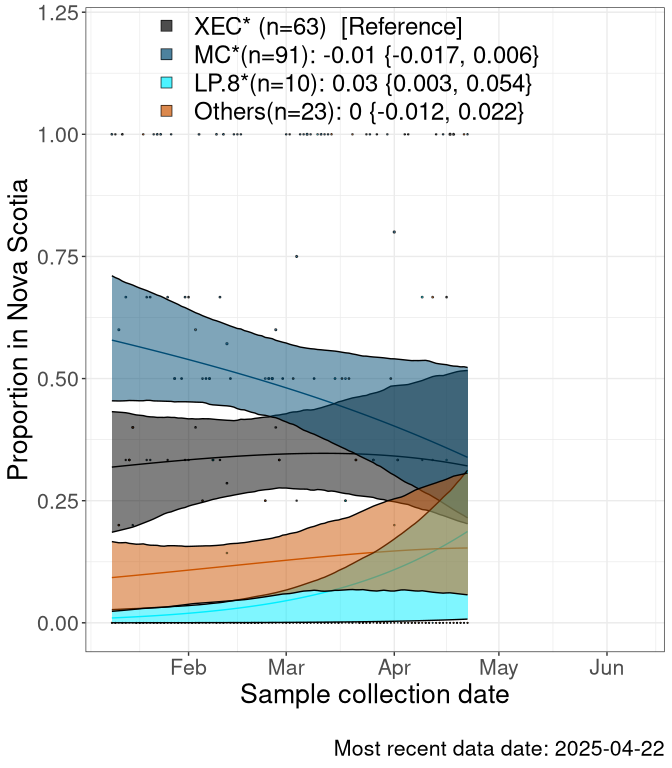 XEC* (n=63)  [Reference]
MC*(n=91): -0.01 {-0.017, 0.006}
LP.8*(n=10): 0.03 {0.003, 0.054}
Others(n=23): 0 {-0.012, 0.022}
1.25
1.00
0.75
0.50
0.25
0.00
Proportion in Nova Scotia
Feb Mar Apr May Jun
Sample collection date
Most recent data date: 2025-04-22